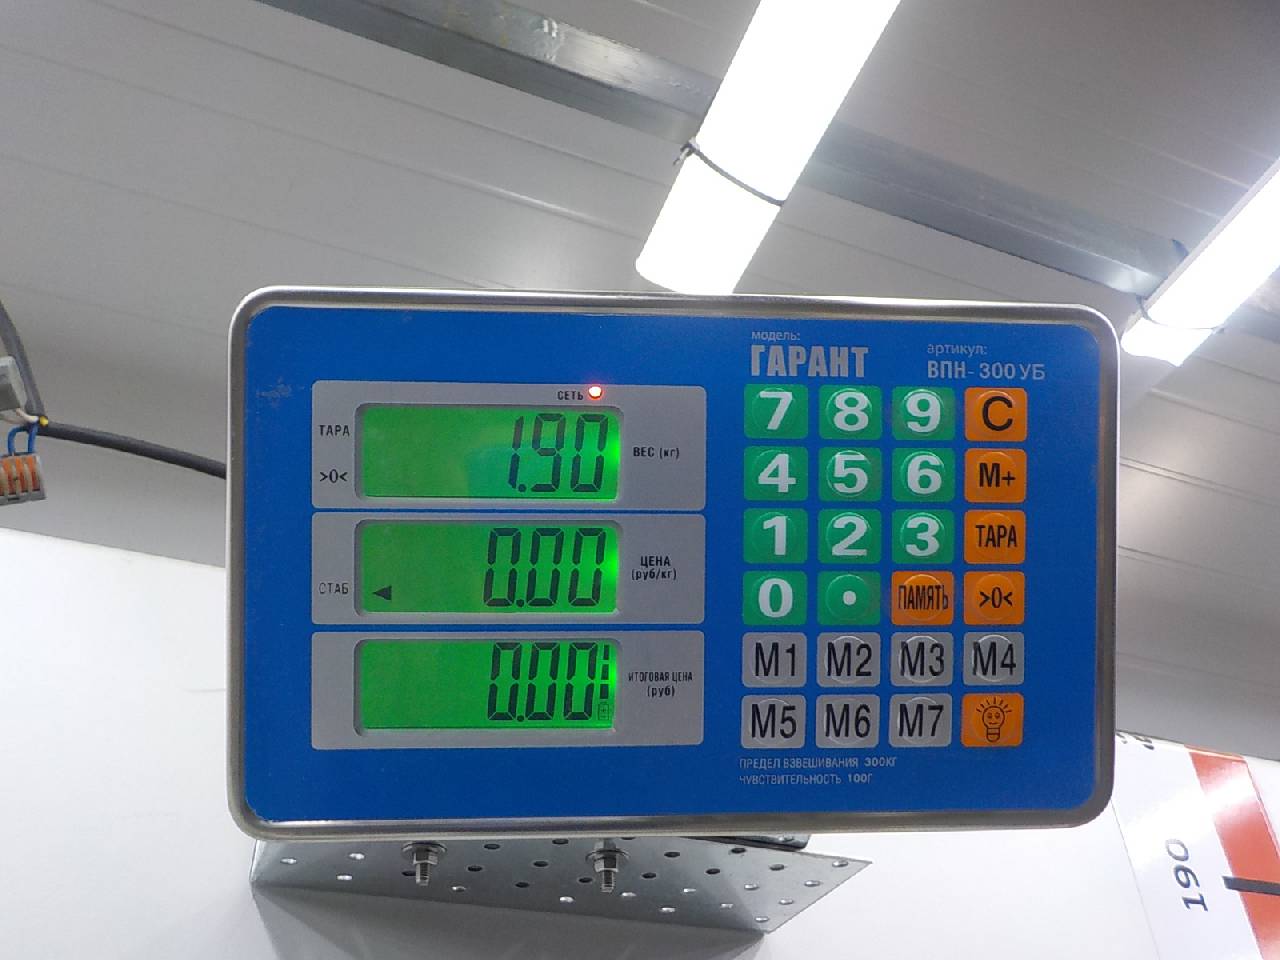 модель:
ГАРАНТ
артикул:
ВПН-300УБ
СЕТЬ
ТАРА
>0<
1.90
ВЕС (кг)
СТАБ
0.00
ЦЕНА
(руб/кг)
0.00
ИТОГОВАЯ ЦЕНА
(руб)
7 8 9 C
4 5 6 M+
1 2 3 ТАРА
0 • ПАМЯТЬ >0<
M1 M2 M3 M4
M5 M6 M7
ПРЕДЕЛ ВЗВЕШИВАНИЯ 300КГ
ЧУВСТВИТЕЛЬНОСТЬ 100Г
190